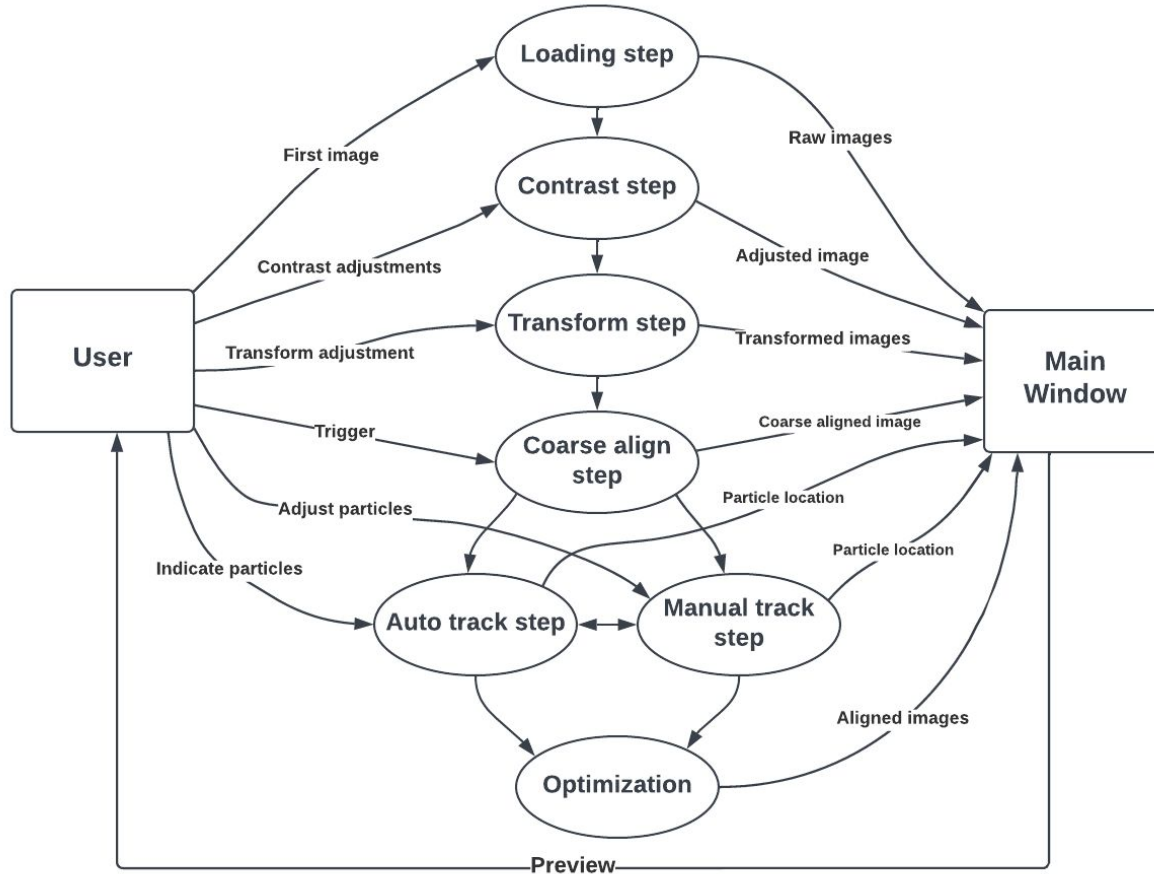 Loading step
Raw images
First image
Contrast step
Adjusted image
Contrast adjustments
User
Transform step
Transform adjustment
Transformed images
Main
Window
Trigger
Coarse align
step
Coarse aligned image
Adjust particles
Particle location
Indicate particles
Particle location
Auto track step
Manual track
step
Aligned images
Optimization
Preview